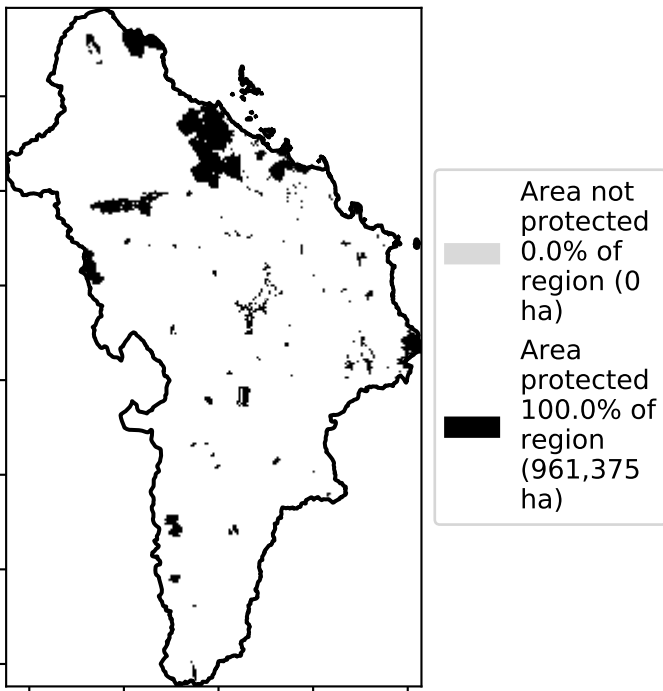 Area not
protected
0.0% of
region (0
ha)
Area
protected
100.0% of
region
(961,375
ha)